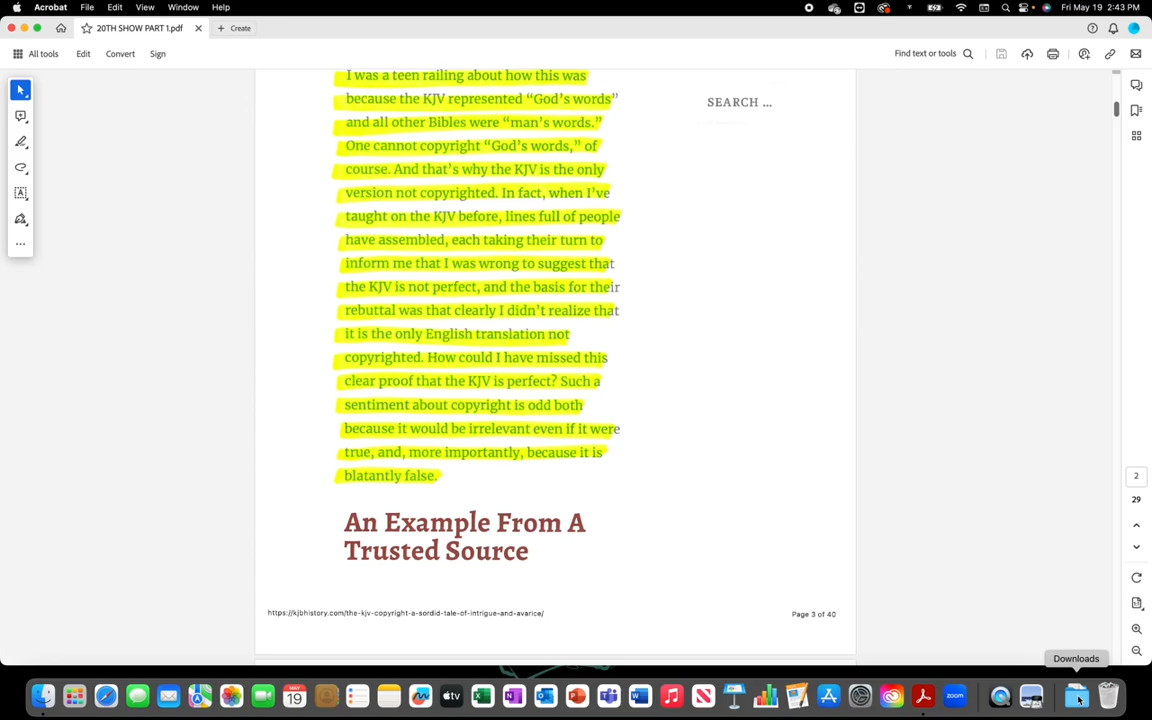 Acrobat File Edit View Window Help
Fri May 19 2:43 PM
20TH SHOW PART 1.pdf
Create
All tools Edit Convert Sign
Find text or tools
I was a teen railing about how this was
because the KJV represented “God’s words”
and all other Bibles were “man’s words.”
One cannot copyright “God’s words,” of
course. And that’s why the KJV is the only
version not copyrighted. In fact, when I’ve
taught on the KJV before, lines full of people
have assembled, each taking their turn to
inform me that I was wrong to suggest that
the KJV is not perfect, and the basis for their
rebuttal was that clearly I didn’t realize that
it is the only English translation not
copyrighted. How could I have missed this
clear proof that the KJV is perfect? Such a
sentiment about copyright is odd both
because it would be irrelevant even if it were
true, and, more importantly, because it is
blatantly false.
SEARCH ...
An Example From A
Trusted Source
https://kjbhistory.com/the-kjv-copyright-a-sordid-tale-of-intrigue-and-avarice/
Page 3 of 40
2
29
Downloads
MAY
19
tv
zoom